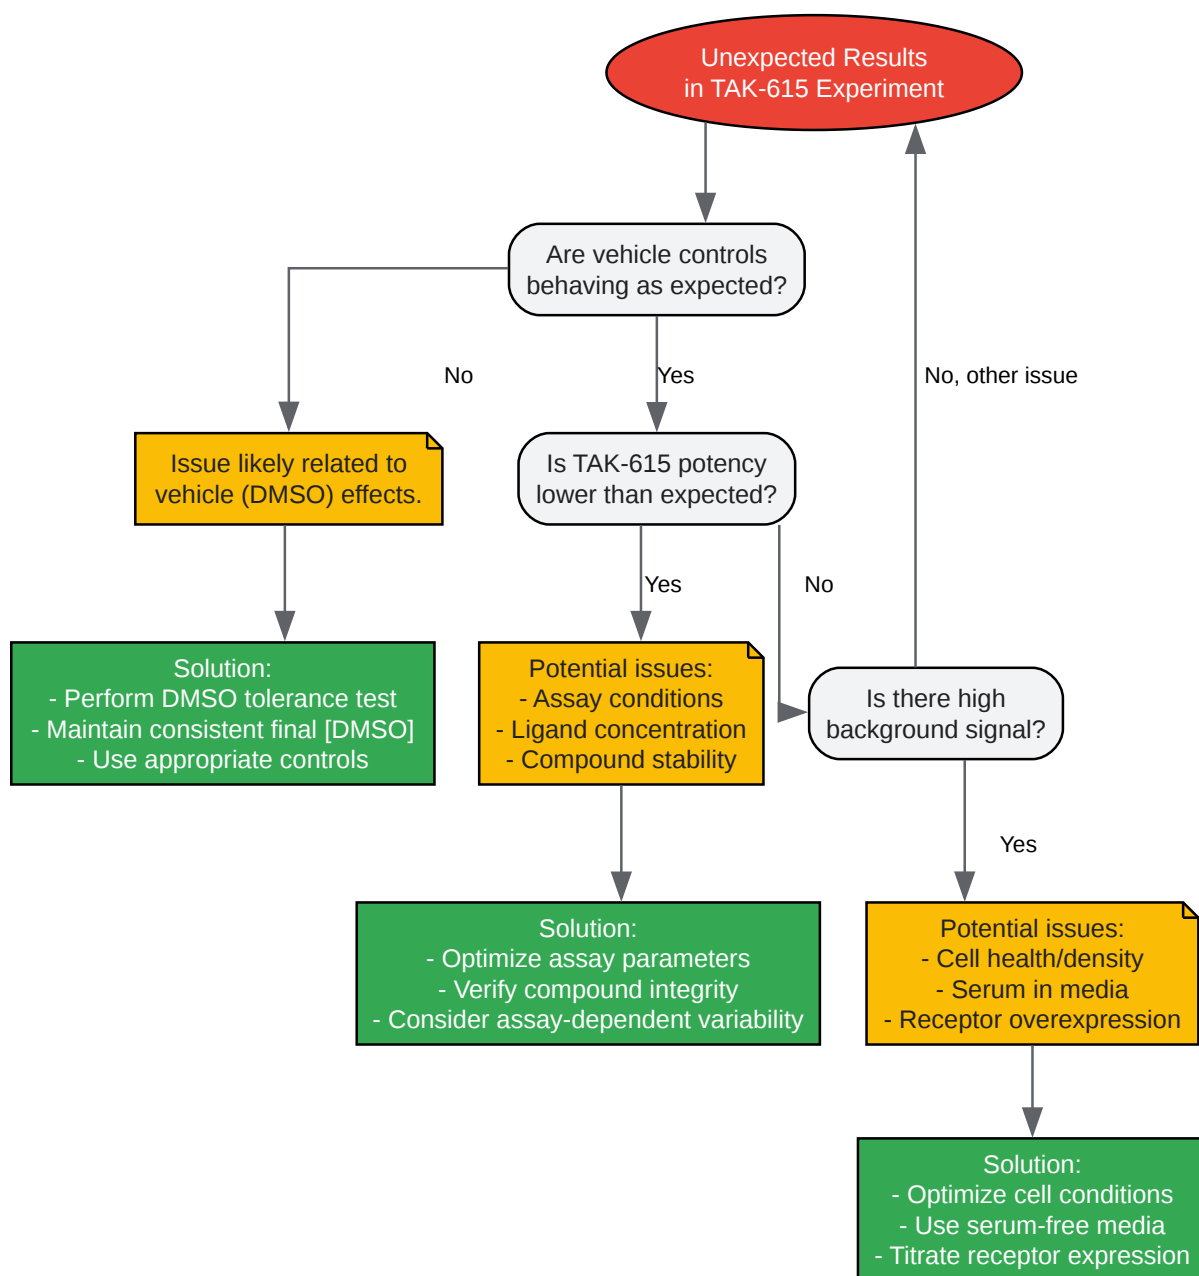 Unexpected Results
in TAK-615 Experiment
Are vehicle controls
behaving as expected?
No
Yes
No, other issue
Issue likely related to
vehicle (DMSO) effects.
Is TAK-615 potency
lower than expected?
Yes
No
Solution:
- Perform DMSO tolerance test
- Maintain consistent final [DMSO]
- Use appropriate controls
Potential issues:
- Assay conditions
- Ligand concentration
- Compound stability
Is there high
background signal?
Yes
Solution:
- Optimize assay parameters
- Verify compound integrity
- Consider assay-dependent variability
Potential issues:
- Cell health/density
- Serum in media
- Receptor overexpression
Solution:
- Optimize cell conditions
- Use serum-free media
- Titrate receptor expression